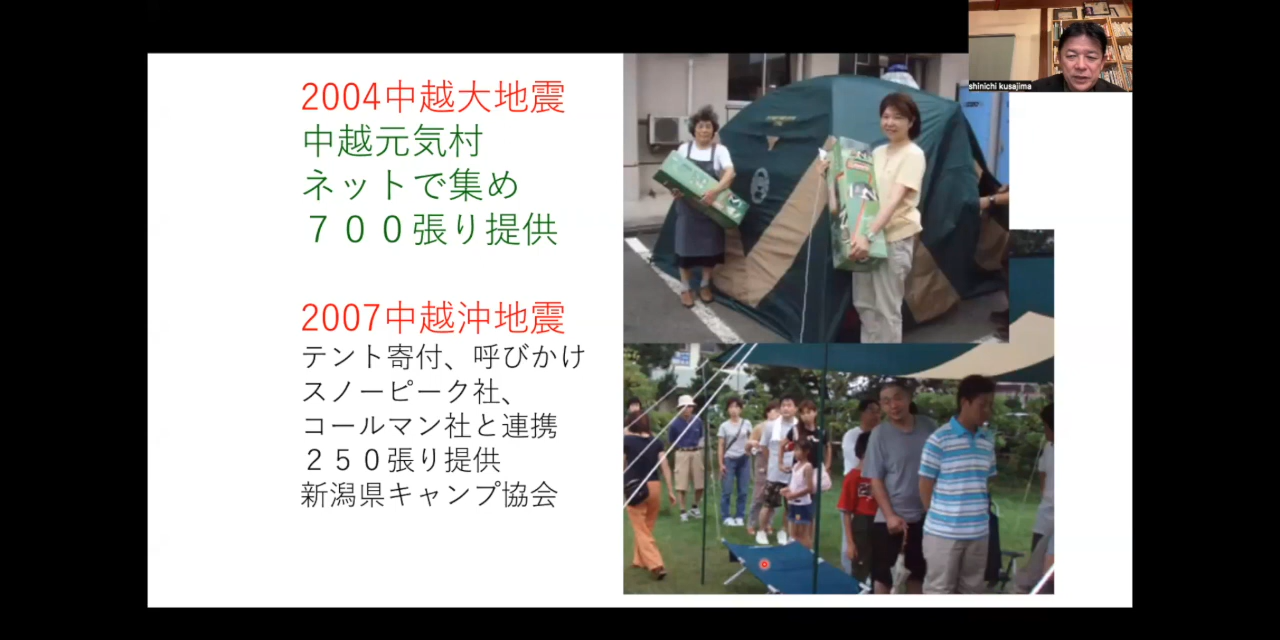 2004中越大地震
中越元気村
ネットで集め
７００張り提供
2007中越沖地震
テント寄付、呼びかけ
スノーピーク社、
コールマン社と連携
２５０張り提供
新潟県キャンプ協会
shinichi kusajima